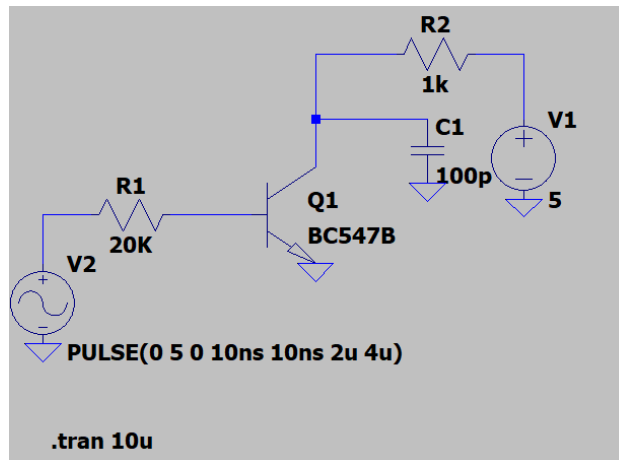 R2
1k
C1
100p
V1
5
R1
20K
Q1
BC547B
V2
PULSE(0 5 0 10ns 10ns 2u 4u)
.tran 10u